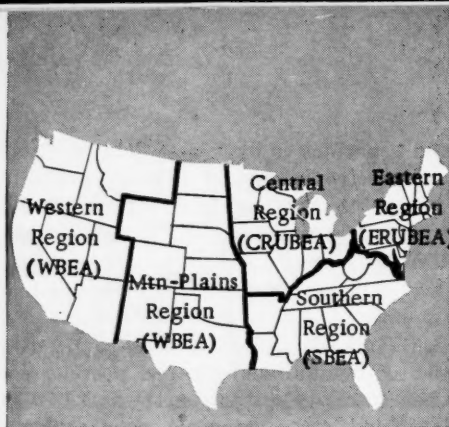 Western
Region
(WBEA)
Mtn-Plains
Region
(WBEA)
Central
Region
(CRUBEA)
Eastern
Region
(ERUBEA)
Southern
Region
(SBEA)